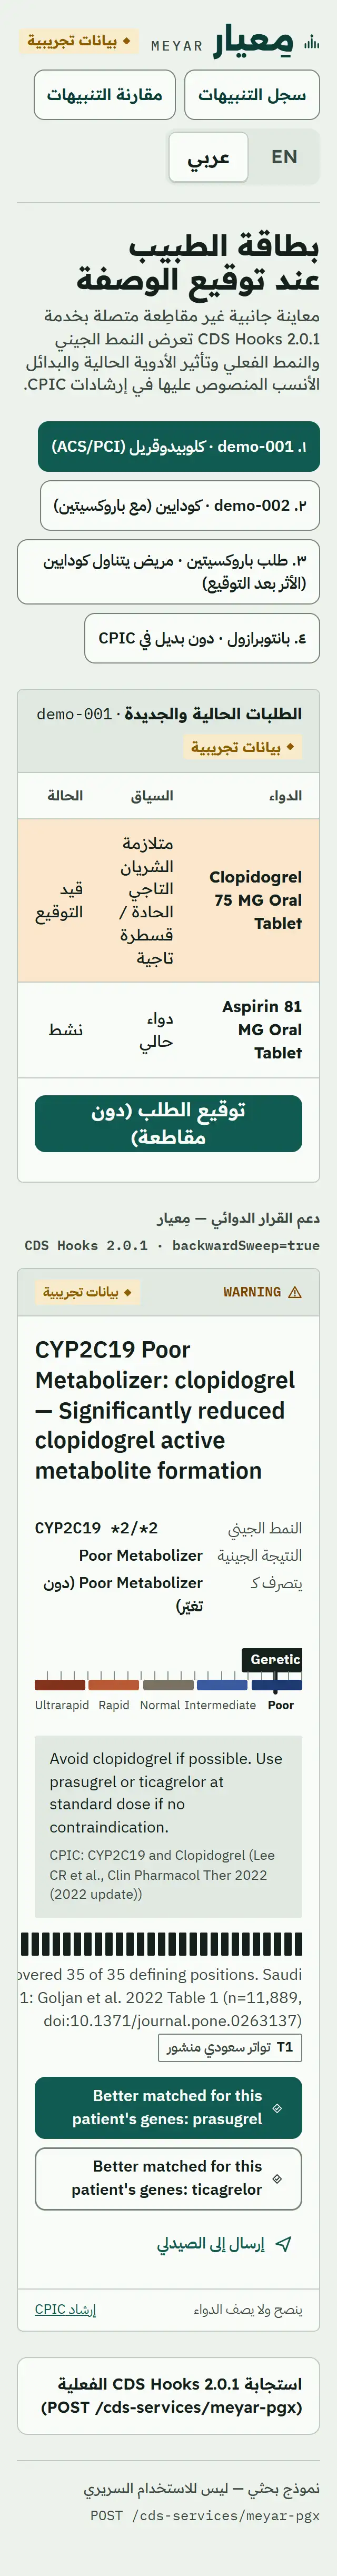 مِعيار MEYAR ◆ بيانات تجريبية
سجل التنبيهات
مقارنة التنبيهات
EN
عربي
بطاقة الطبيب
عند توقيع الوصفة
معاينة جانبية غير مقاطِعة متصلة بخدمة
CDS Hooks 2.0.1 تعرض النمط الجيني
والنمط الفعلي وتأثير الأدوية الحالية والبدائل
الأنسب المنصوص عليها في إرشادات CPIC.
١. demo-001 · كلوبيدوقريل (ACS/PCI)
٢. demo-002 · كودايين (مع باروكسيتين)
٣. طلب باروكسيتين · مريض يتناول كودايين
(الأثر بعد التوقيع)
٤. بانتوبرازول · دون بديل في CPIC
الطلبات الحالية والجديدة · demo-001
◆ بيانات تجريبية
الدواء
السياق
الحالة
Clopidogrel
75 MG Oral
Tablet
متلازمة
الشريان
التاجي
الحادة /
قسطرة
تاجية
قيد
التوقيع
Aspirin 81
MG Oral
Tablet
دواء
حالي
نشط
توقيع الطلب (دون
مقاطعة)
دعم القرار الدوائي — مِعيار
CDS Hooks 2.0.1 · backwardSweep=true
WARNING
◆ بيانات تجريبية
CYP2C19 Poor
Metabolizer: clopidogrel
— Significantly reduced
clopidogrel active
metabolite formation
النمط الجيني
CYP2C19 *2/*2
النتيجة الجينية
Poor Metabolizer
يتصرف كـ
Poor Metabolizer (دون
تغيّر)
Genetic
Ultrarapid Rapid Normal Intermediate Poor
Avoid clopidogrel if possible. Use
prasugrel or ticagrelor at
standard dose if no
contraindication.
CPIC: CYP2C19 and Clopidogrel (Lee
CR et al., Clin Pharmacol Ther 2022
(2022 update))
overed 35 of 35 defining positions. Saudi
1: Goljan et al. 2022 Table 1 (n=11,889,
doi:10.1371/journal.pone.0263137)
T1 تواتر سعودي منشور
Better matched for this
patient's genes: prasugrel
Better matched for this
patient's genes: ticagrelor
إرسال إلى الصيدلي
ينصح ولا يصف الدواء
إرشاد CPIC
استجابة CDS Hooks 2.0.1 الفعلية
(POST /cds-services/meyar-pgx)
نموذج بحثي — ليس للاستخدام السريري
POST /cds-services/meyar-pgx